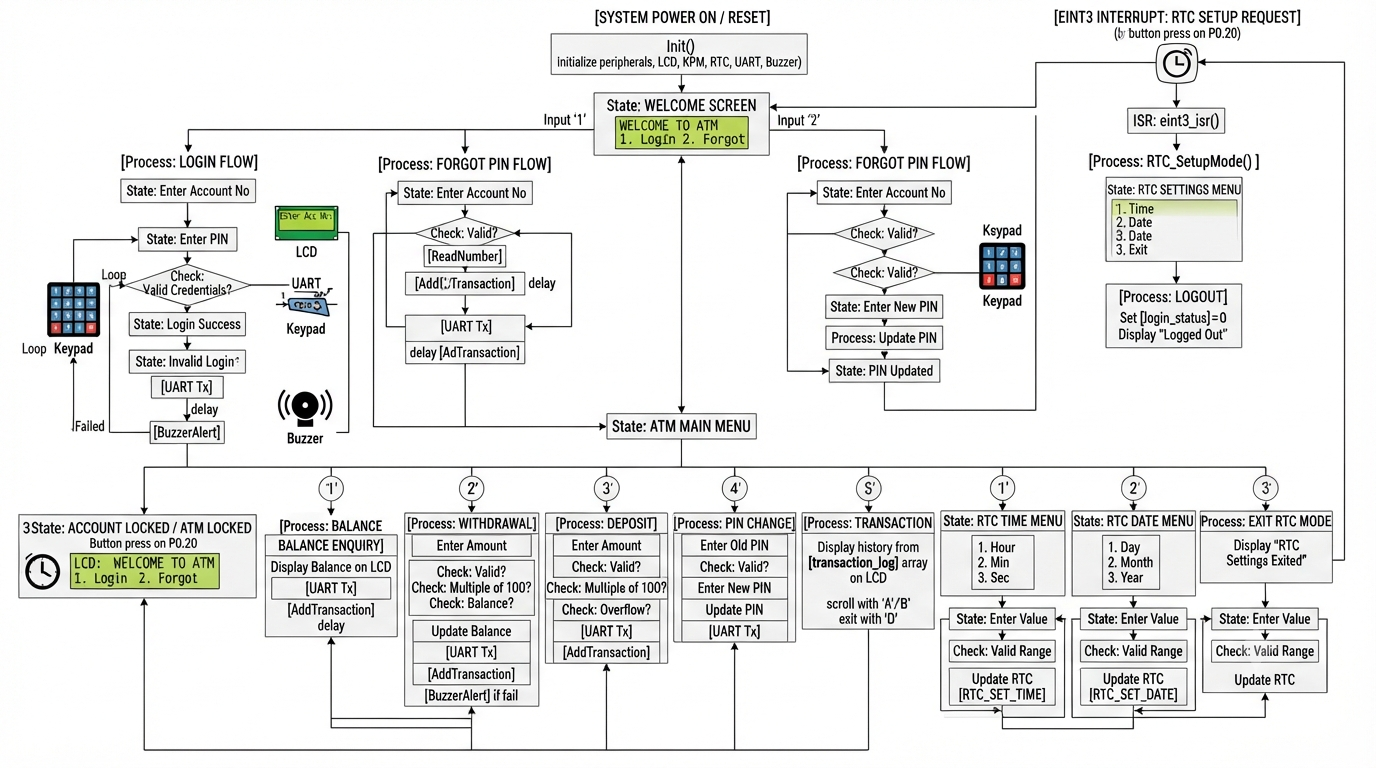 [SYSTEM POWER ON / RESET]
Init()
initialize peripherals, LCD, KPM, RTC, UART, Buzzer)
State: WELCOME SCREEN
WELCOME TO ATM
1. Login 2. Forgot
Input '1'
Input '2'
[EINT3 INTERRUPT: RTC SETUP REQUEST]
button press on P0.20)
ISR: eint3_isr()
[Process: RTC_SetupMode() ]
State: RTC SETTINGS MENU
1. Time
2. Date
3. Date
3. Exit
[Process: LOGOUT]
Set [login_status]=0
Display "Logged Out"
[Process: LOGIN FLOW]
State: Enter Account No
State: Enter PIN
Loop
Check:
Valid Credentials?
State: Login Success
State: Invalid Login
[UART Tx]
delay
[BuzzerAlert]
Loop
Keypad
Failed
LCD
UART
Keypad
Buzzer
[Process: FORGOT PIN FLOW]
State: Enter Account No
Check: Valid?
[ReadNumber]
delay
[UART Tx]
delay [AdTransaction]
[Process: FORGOT PIN FLOW]
State: Enter Account No
Check: Valid?
Check: Valid?
State: Enter New PIN
Process: Update PIN
State: PIN Updated
Keypad
Keypad
State: ATM MAIN MENU
3State: ACCOUNT LOCKED / ATM LOCKED
Button press on P0.20
LCD: WELCOME TO ATM
1. Login 2. Forgot
'1'
[Process: BALANCE
BALANCE ENQUIRY]
Display Balance on LCD
[UART Tx]
[AddTransaction]
delay
2'
[Process: WITHDRAWAL]
Enter Amount
Check: Valid?
Check: Multiple of 100?
Check: Balance?
Update Balance
[UART Tx]
[AddTransaction]
[BuzzerAlert] if fail
3'
[Process: DEPOSIT]
Enter Amount
Check: Valid?
Check: Multiple of 100?
Check: Overflow?
[UART Tx]
[AddTransaction]
4'
[Process: PIN CHANGE]
Enter Old PIN
Check: Valid?
Enter New PIN
Update PIN
[UART Tx]
S'
[Process: TRANSACTION
Display history from
[transaction_log] array
on LCD
scroll with 'A'/B'
exit with 'D'
1'
State: RTC TIME MENU
1. Hour
2. Min
3. Sec
State: Enter Value
Check: Valid Range
Update RTC
[RTC_SET_TIME]
2'
State: RTC DATE MENU
1. Day
2. Month
3. Year
State: Enter Value
Check: Valid Range
Update RTC
[RTC_SET_DATE]
3'
Process: EXIT RTC MODE
Display "RTC
Settings Exited"
State: Enter Value
Check: Valid Range
Update RTC